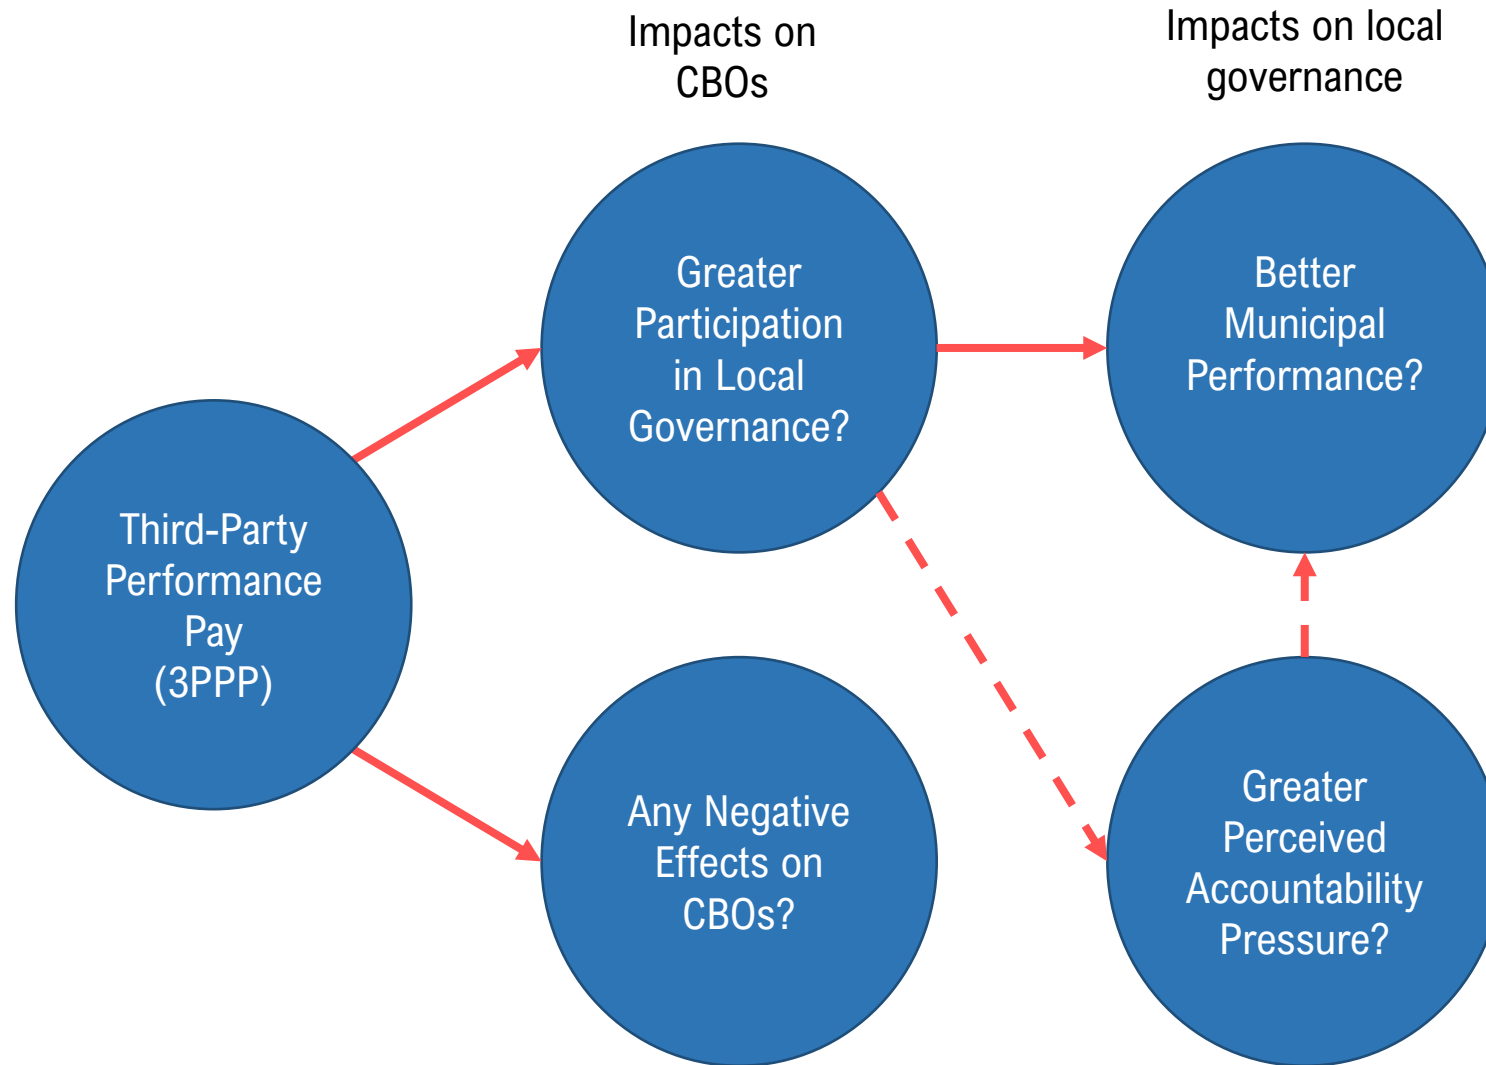 Impacts on
CBOs
Impacts on local
governance
Greater
Participation
in Local
Governance?
Better
Municipal
Performance?
Third-Party
Performance
Pay
(3PPP)
Any Negative
Effects on
CBOs?
Greater
Perceived
Accountability
Pressure?